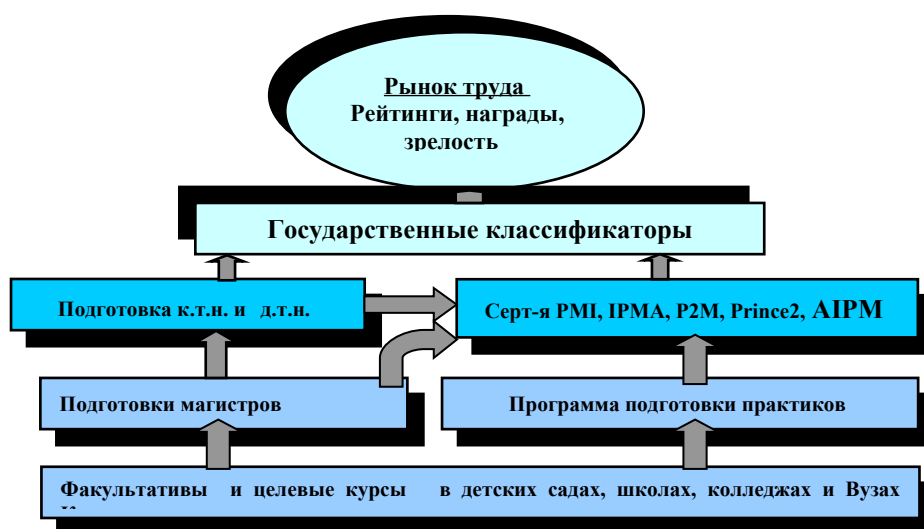 Рынок труда
Рейтинги, награды,
зрелость
Государственные классификаторы
Подготовка к.т.н. и д.т.н.
Серт-я PMI, IPMA, P2M, Prince2, AIPM
Подготовки магистров
Программа подготовки практиков
Факультативы и целевые курсы в детских садах, школах, колледжах и Вузах